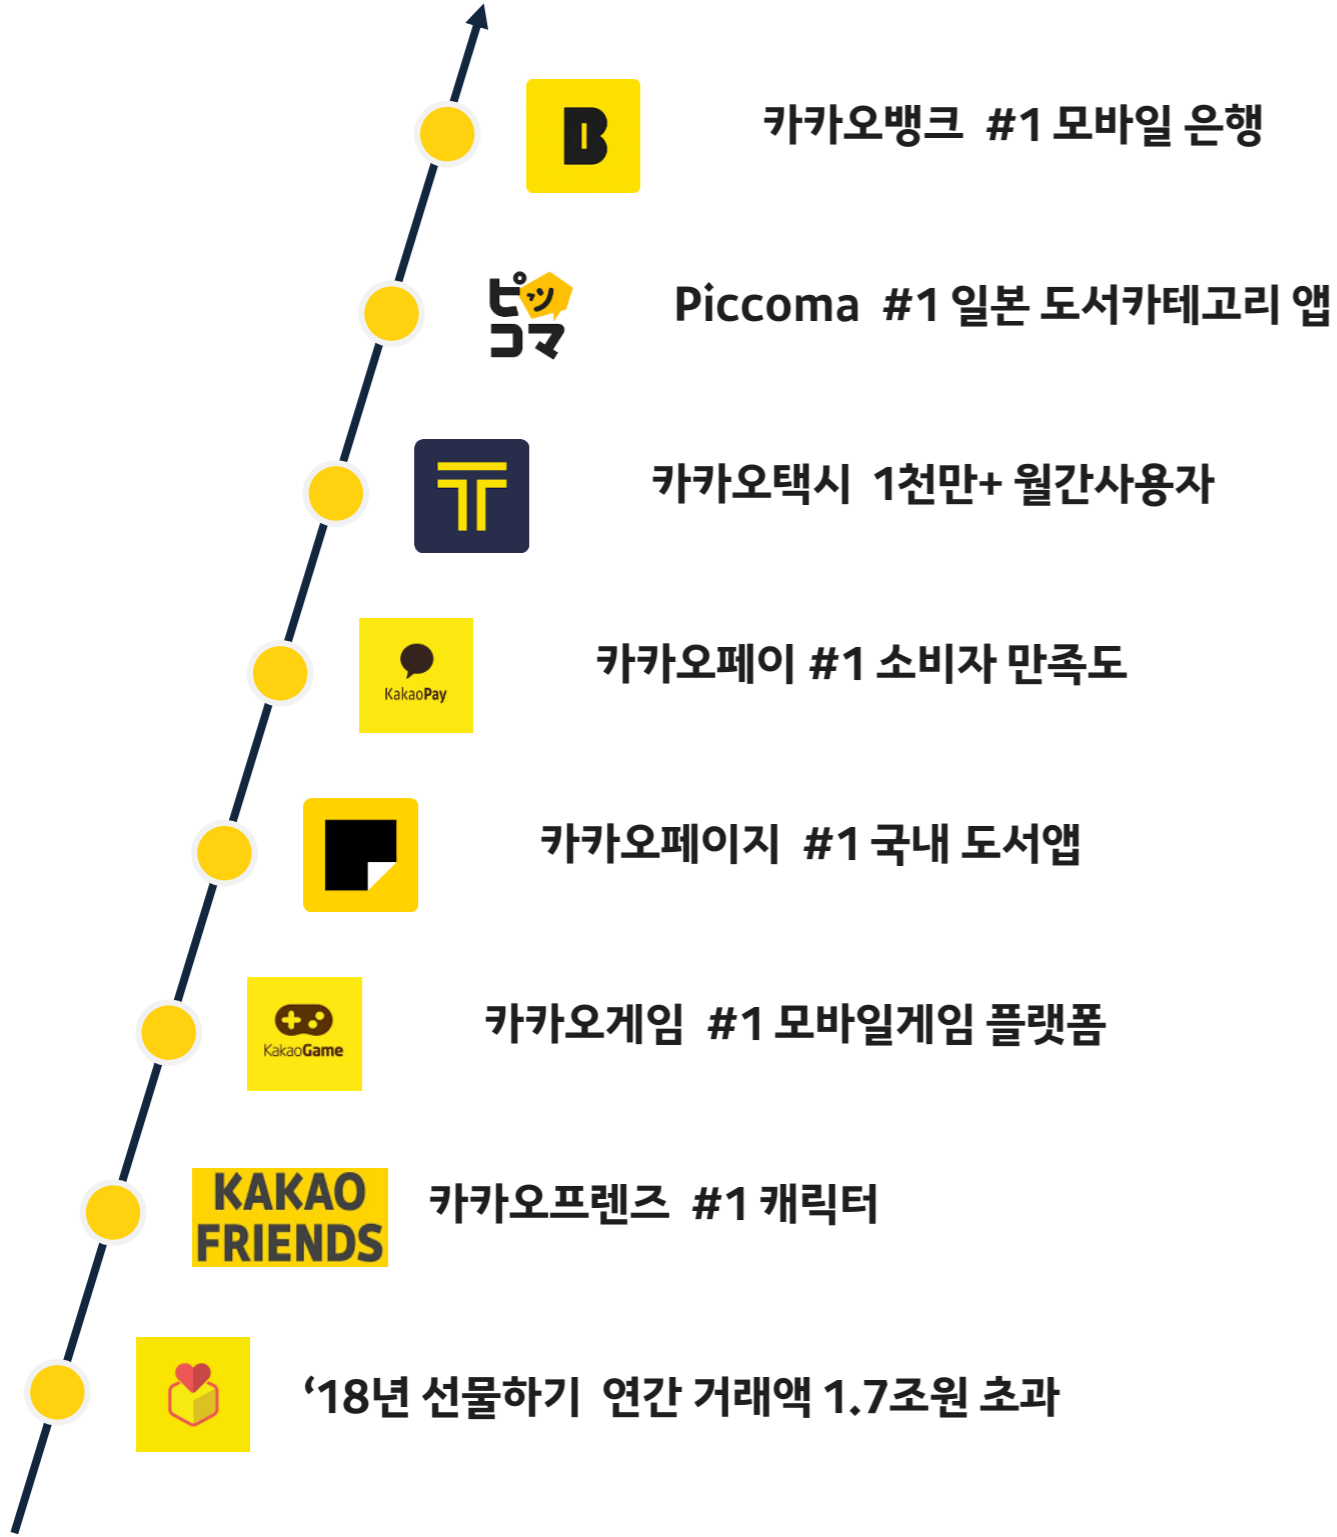 카카오뱅크 #1 모바일 은행
ピッコマ
Piccoma #1 일본 도서카테고리 앱
카카오택시 1천만+ 월간사용자
KakaoPay
카카오페이 #1 소비자 만족도
카카오페이지 #1 국내 도서앱
KakaoGame
카카오게임 #1 모바일게임 플랫폼
KAKAO
FRIENDS
카카오프렌즈 #1 캐릭터
‘18년 선물하기 연간 거래액 1.7조원 초과